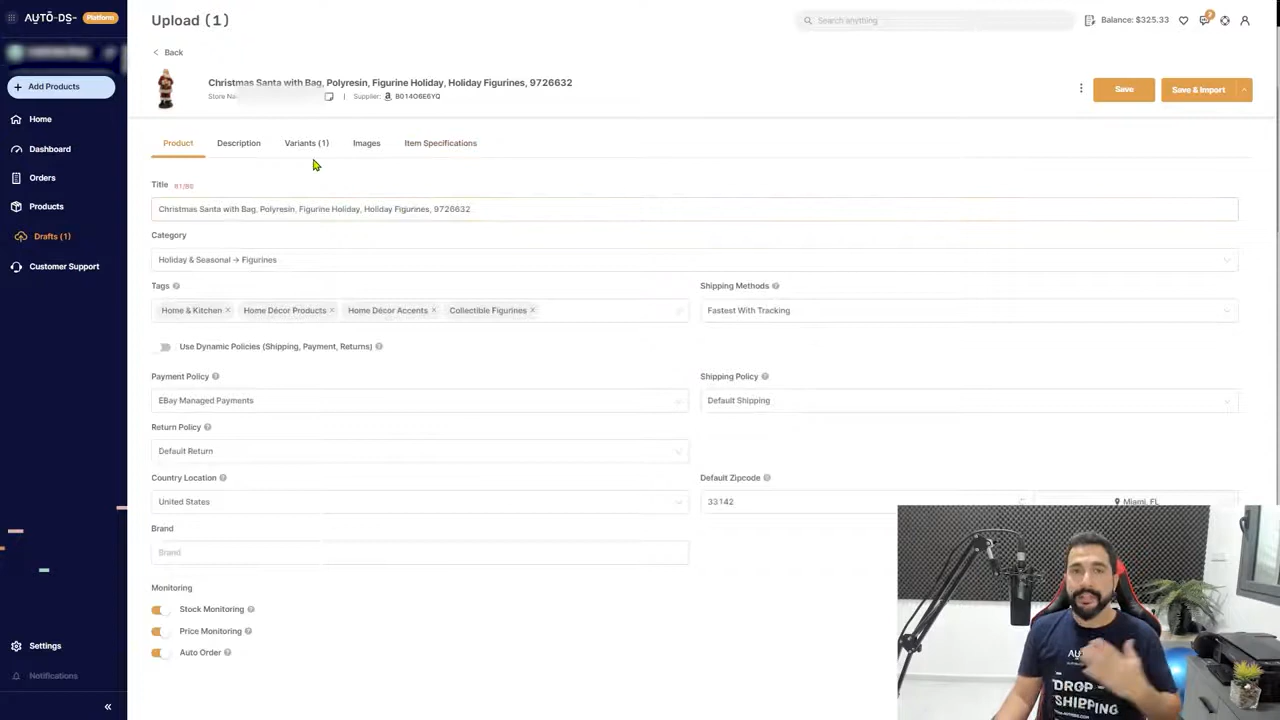 AUTO-DS-
Platform
Upload (1)
Search anything
Balance: $325.33
Back
Add Products
Christmas Santa with Bag, Polyresin, Figurine Holiday, Holiday Figurines, 9726632
Supplier:
B014O6E6YQ
Save
Save & Import
Home
Dashboard
Orders
Products
Drafts (1)
Customer Support
Product
Description
Variants (1)
Images
Item Specifications
Title
Christmas Santa with Bag, Polyresin, Figurine Holiday, Holiday Figurines, 9726632
Category
Holiday & Seasonal → Figurines
Tags
Shipping Methods
Home & Kitchen
Home Décor Products
Home Décor Accents
Collectible Figurines
Fastest With Tracking
Use Dynamic Policies (Shipping, Payment, Returns)
Payment Policy
Shipping Policy
EBay Managed Payments
Default Shipping
Return Policy
Default Return
Country Location
Default Zipcode
United States
33142
Miami, FL
Brand
Brand
Monitoring
Stock Monitoring
Price Monitoring
Auto Order
Settings
Notifications
DROP
SHIPPING